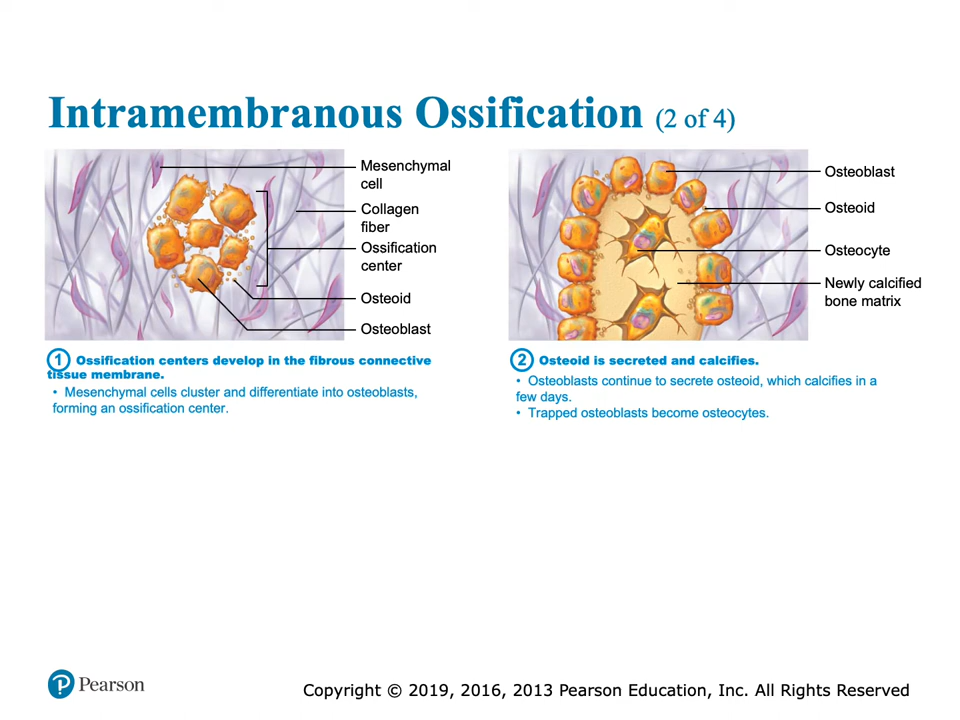 Intramembranous Ossification (2 of 4)
Mesenchymal
cell
Collagen
fiber
Ossification
center
Osteoid
Osteoblast
1 Ossification centers develop in the fibrous connective
tissue membrane.
• Mesenchymal cells cluster and differentiate into osteoblasts,
forming an ossification center.
Osteoblast
Osteoid
Osteocyte
Newly calcified
bone matrix
2 Osteoid is secreted and calcifies.
• Osteoblasts continue to secrete osteoid, which calcifies in a
few days.
• Trapped osteoblasts become osteocytes.
P Pearson
Copyright © 2019, 2016, 2013 Pearson Education, Inc. All Rights Reserved